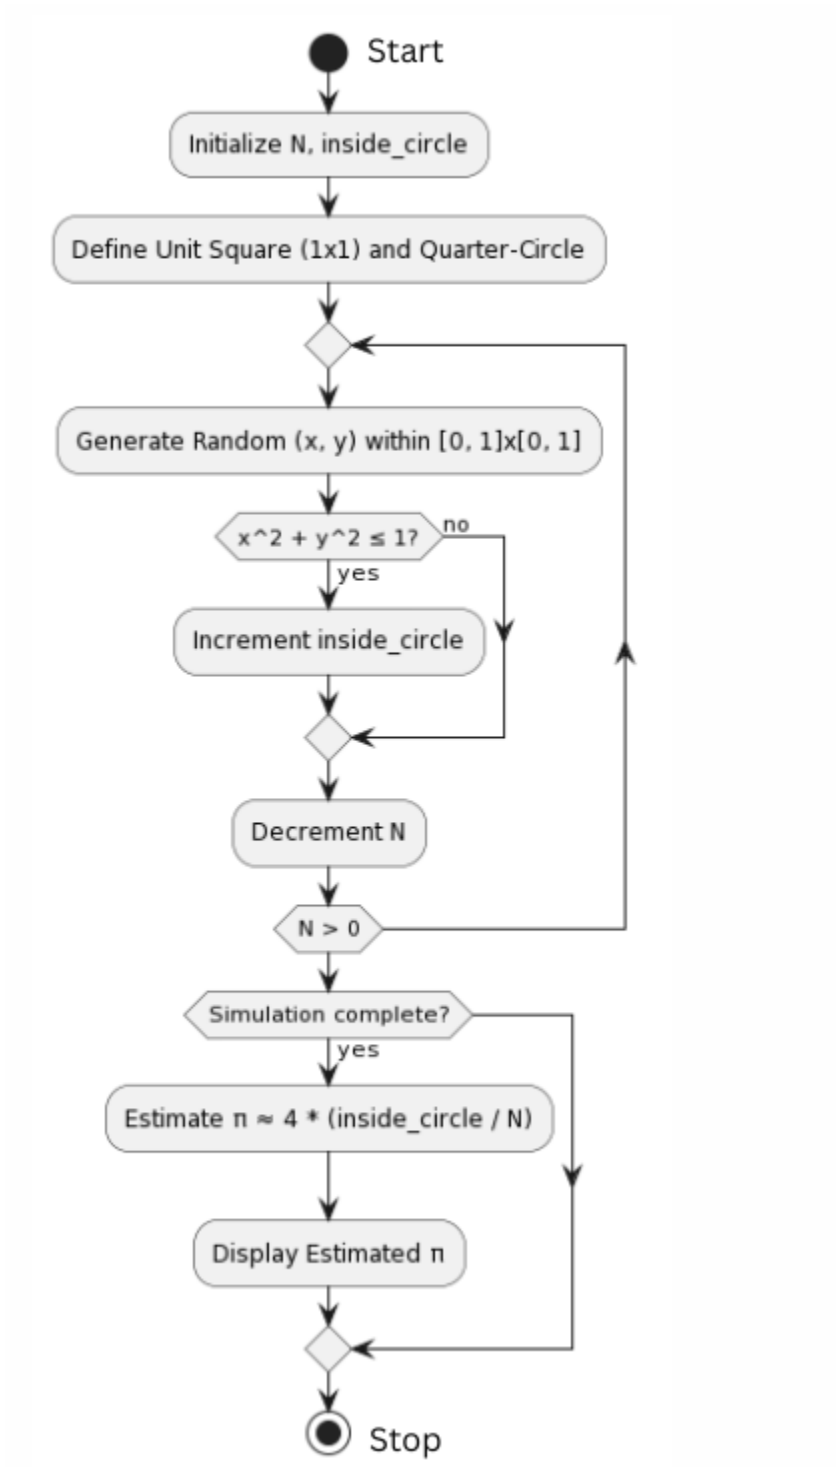 Start
Initialize N, inside_circle
Define Unit Square (1x1) and Quarter-Circle
Generate Random (x, y) within [0, 1]x[0, 1]
x^2 + y^2 ≤ 1?
no
yes
Increment inside_circle
Decrement N
N > 0
Simulation complete?
yes
Estimate π ≈ 4 * (inside_circle / N)
Display Estimated π
Stop